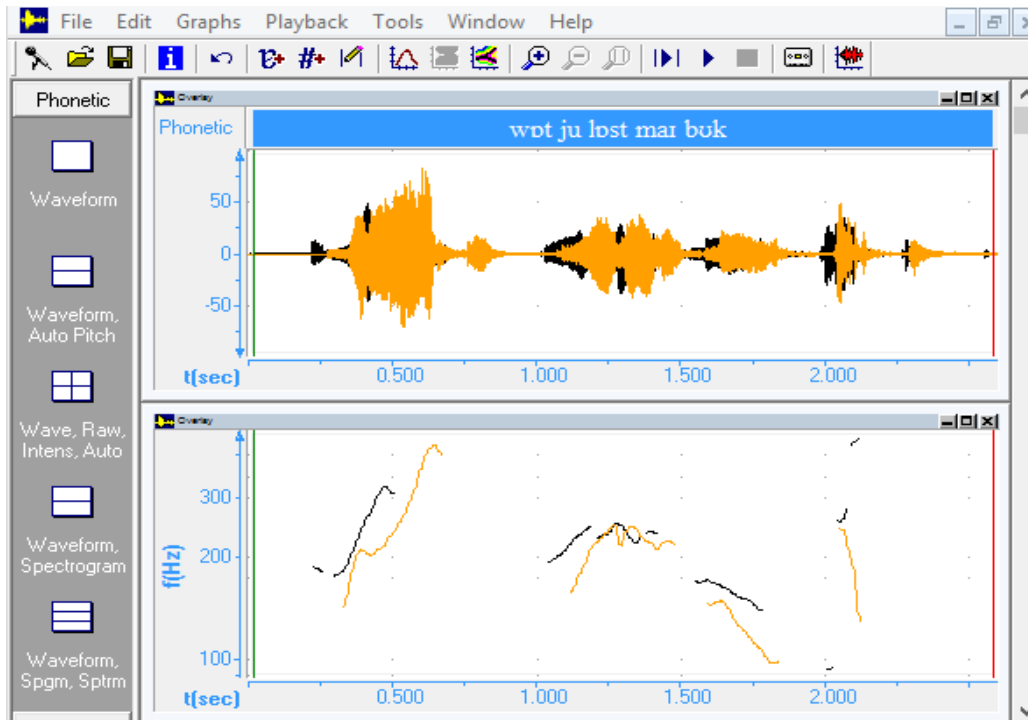 File Edit Graphs Playback Tools Window Help
Phonetic
Waveform
Waveform,
Auto Pitch
Wave, Raw,
Intens, Auto
Waveform,
Spectrogram
Waveform,
Spgm, Sptrm
Overlay
Phonetic
wɒt ju lɒst maɪ bʊk
50
0
-50
t(sec) 0.500 1.000 1.500 2.000
Overlay
300
200
100
f(Hz)
t(sec) 0.500 1.000 1.500 2.000